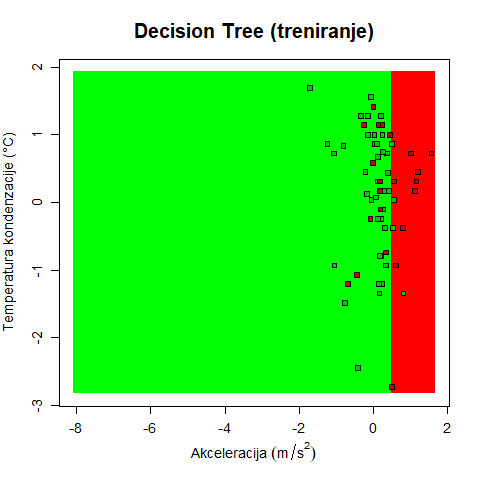 Decision Tree (treniranje)
Temperatura kondenzacije (°C)
2
1
0
-1
-2
-3
-8 -6 -4 -2 0 2
Akceleracija (m/s²)